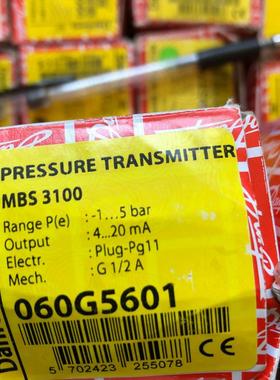 PRESSURE TRANSMITTER
MBS 3100
Range P(e) : -1...5 bar
Output : 4...20 mA
Electr. : Plug-Pg11
Mech. : G 1/2 A
060G5601
5 702423 255078
CE